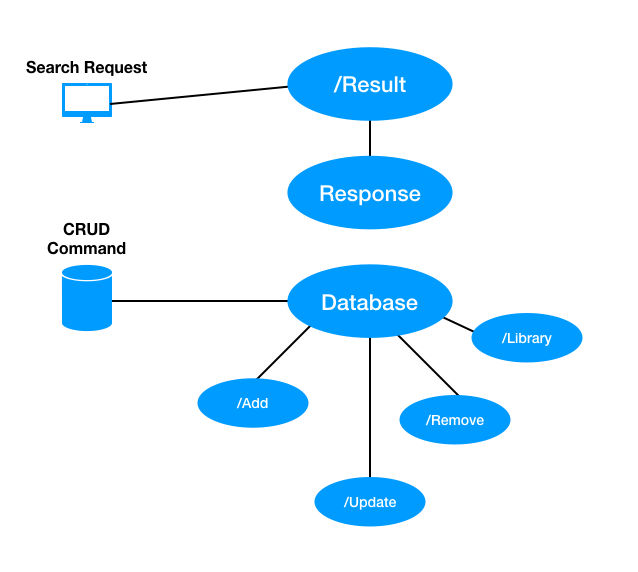 Search Request
/Result
Response
CRUD
Command
Database
/Library
/Add
/Remove
/Update